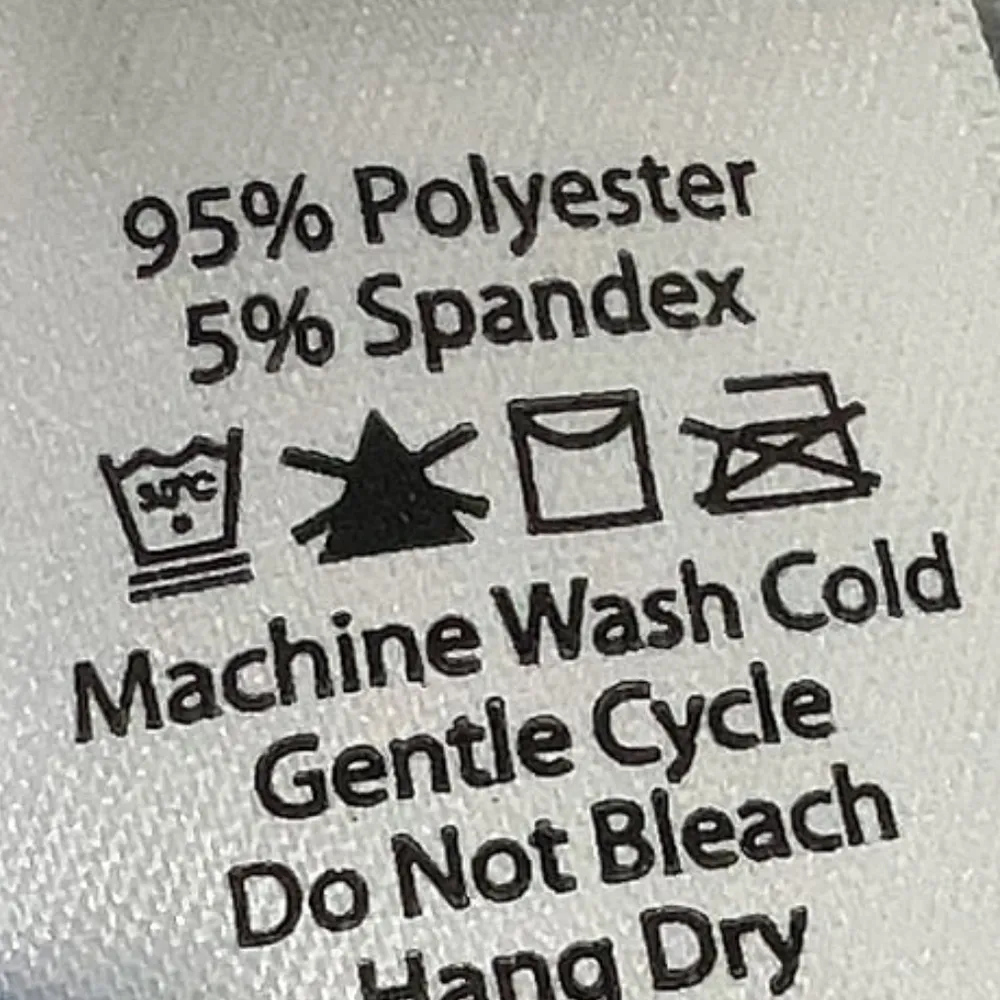 95% Polyester
5% Spandex
30°C
Machine Wash Cold
Gentle Cycle
Do Not Bleach
Hang Dry